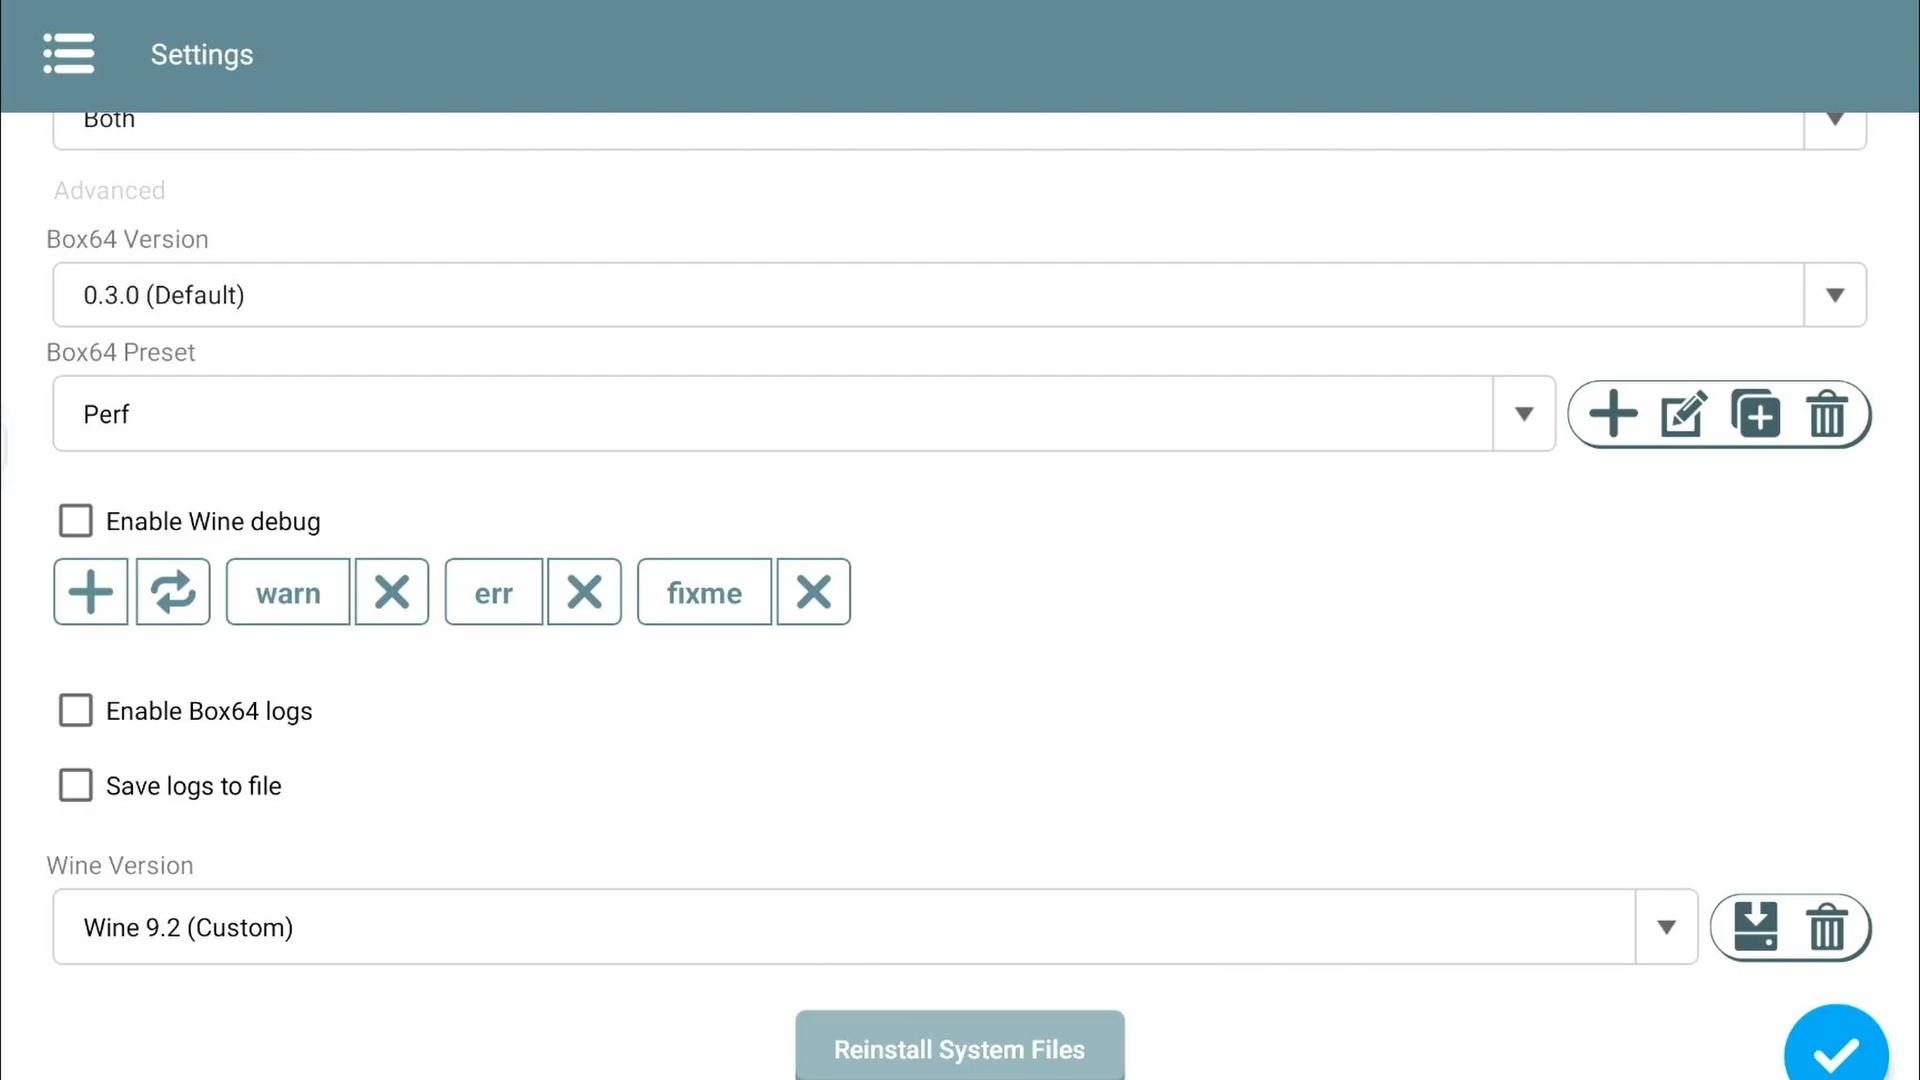 Settings
Both
Advanced
Box64 Version
0.3.0 (Default)
Box64 Preset
Perf
Enable Wine debug
warn err fixme
Enable Box64 logs
Save logs to file
Wine Version
Wine 9.2 (Custom)
Reinstall System Files